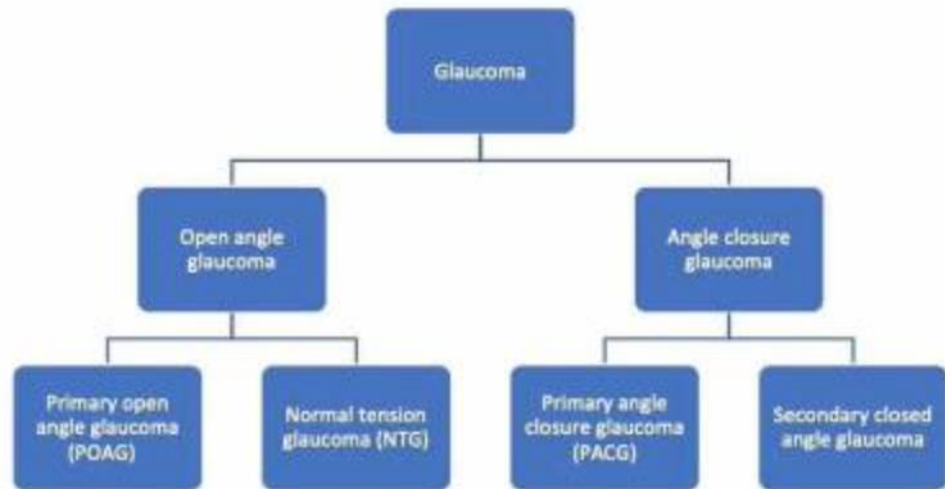 Glaucoma
Open angle
glaucoma
Angle closure
glaucoma
Primary open
angle glaucoma
(POAG)
Normal tension
glaucoma (NTG)
Primary angle
closure glaucoma
(PACG)
Secondary closed
angle glaucoma